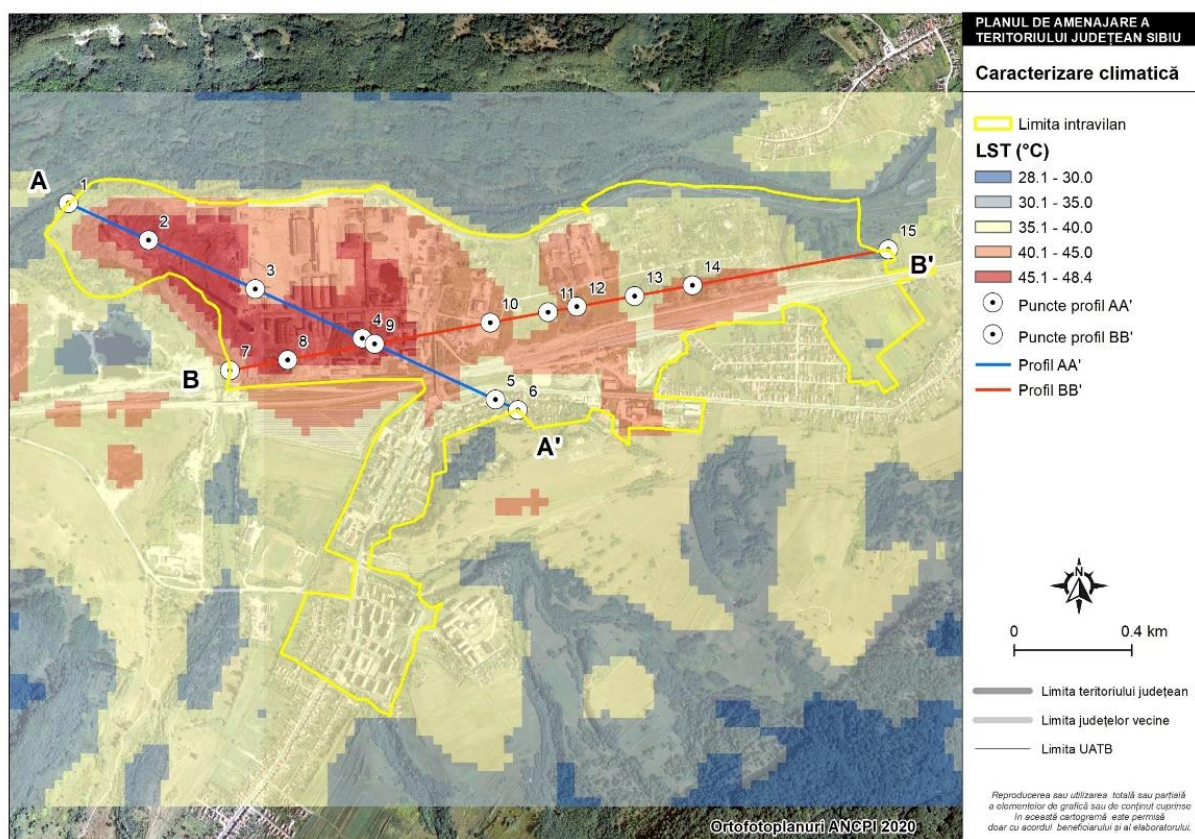 PLANUL DE AMENAJARE A
TERITORIULUI JUDEȚEAN SIBIU
Caracterizare climatică
Limita intravilan
LST (°C)
28.1 - 30.0
30.1 - 35.0
35.1 - 40.0
40.1 - 45.0
45.1 - 48.4
Puncte profil AA'
Puncte profil BB'
Profil AA'
Profil BB'
A
1
2
3
4
9
5
6
A'
B
7
8
10
11
12
13
14
15
B'
N
0
0.4 km
Limita teritoriului județean
Limita județelor vecine
Limita UATB
Reproducerea sau utilizarea totală sau parțială
a elementelor de grafică sau de conținut cuprinse
în această cartogramă este permisă
doar cu acordul beneficiarului și al elaboratorului.
Ortofotoplanuri ANCPI 2020